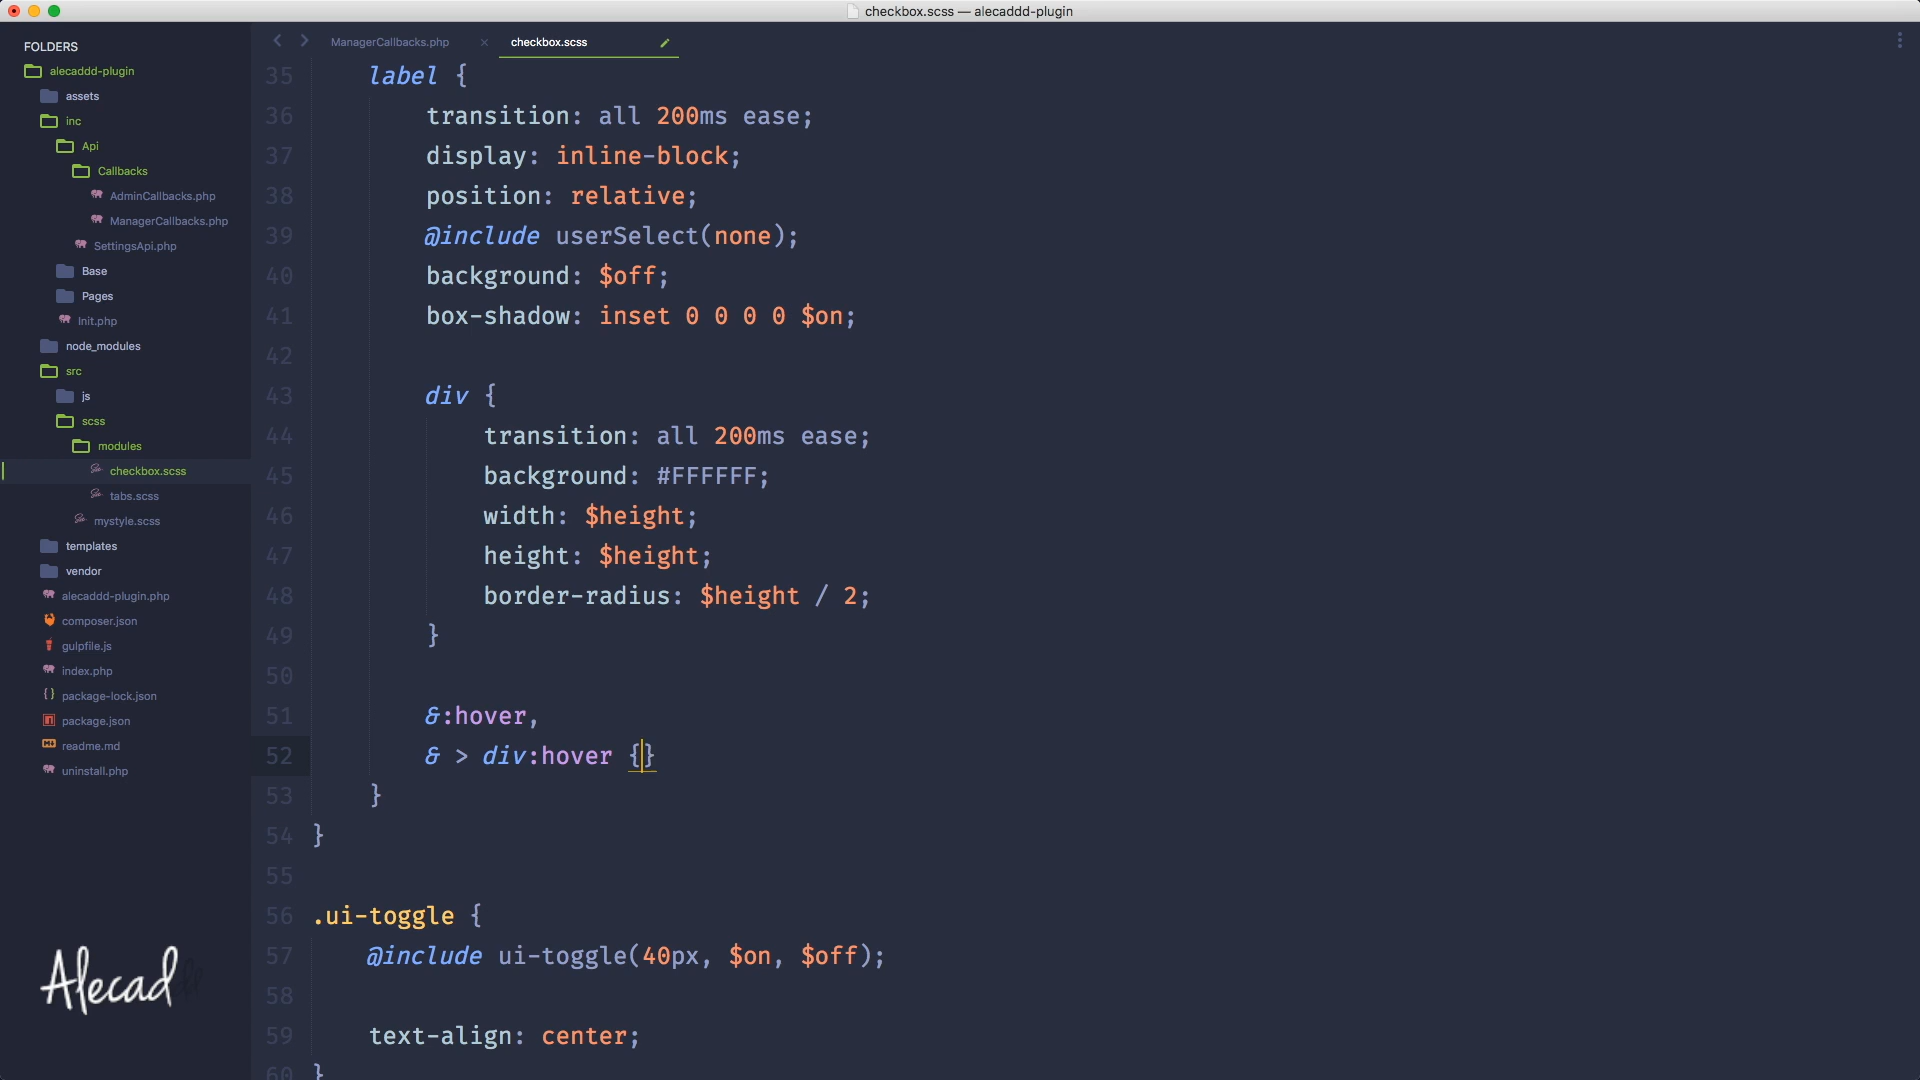 checkbox.scss — alecaddd-plugin
FOLDERS
alecaddd-plugin
assets
inc
Api
Callbacks
AdminCallbacks.php
ManagerCallbacks.php
SettingsApi.php
Base
Pages
Init.php
node_modules
src
js
scss
modules
checkbox.scss
tabs.scss
mystyle.scss
templates
vendor
alecaddd-plugin.php
composer.json
gulpfile.js
index.php
package-lock.json
package.json
readme.md
uninstall.php
Alecad
ManagerCallbacks.php
checkbox.scss
35 label {
36 transition: all 200ms ease;
37 display: inline-block;
38 position: relative;
39 @include userSelect(none);
40 background: $off;
41 box-shadow: inset 0 0 0 0 $on;
42
43 div {
44 transition: all 200ms ease;
45 background: #FFFFFF;
46 width: $height;
47 height: $height;
48 border-radius: $height / 2;
49 }
50
51 &:hover,
52 & > div:hover {}
53 }
54 }
55
56 .ui-toggle {
57 @include ui-toggle(40px, $on, $off);
58
59 text-align: center;
60 }